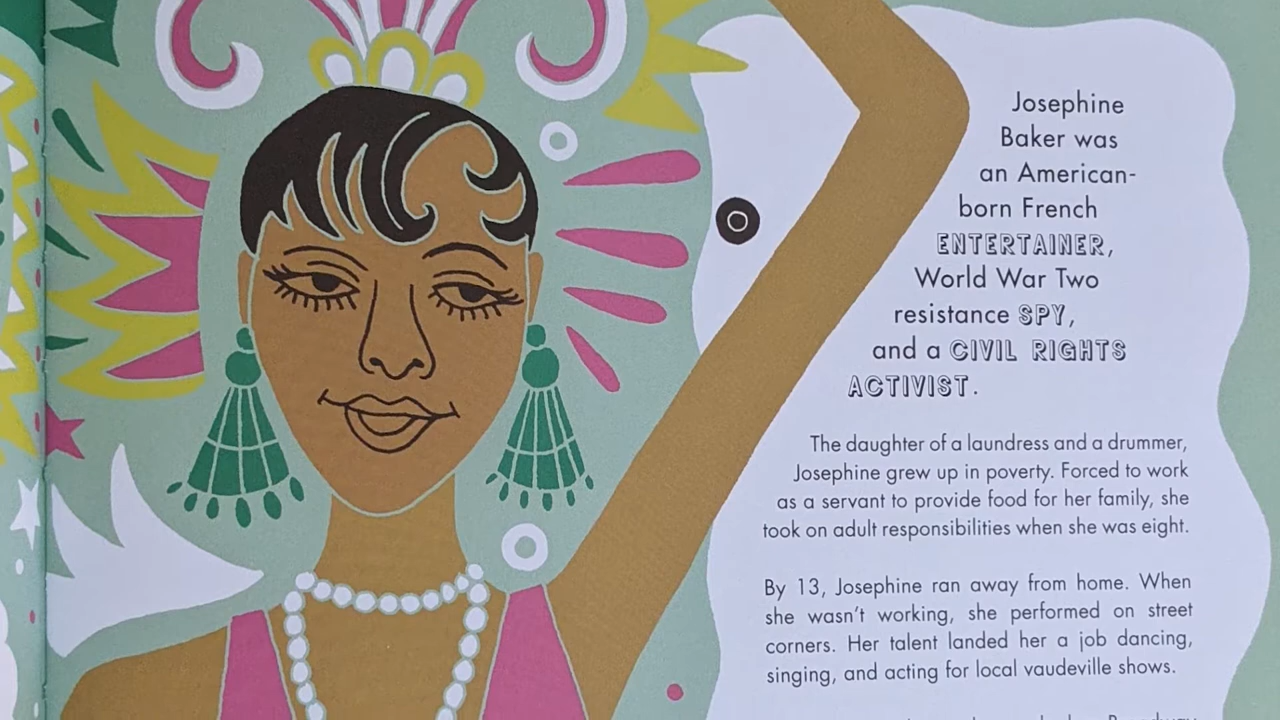 Josephine
Baker was
an American-
born French
ENTERTAINER,
World War Two
resistance SPY,
and a CIVIL RIGHTS
ACTIVIST.
The daughter of a laundress and a drummer,
Josephine grew up in poverty. Forced to work
as a servant to provide food for her family, she
took on adult responsibilities when she was eight.
By 13, Josephine ran away from home. When
she wasn't working, she performed on street
corners. Her talent landed her a job dancing,
singing, and acting for local vaudeville shows.
Broadway